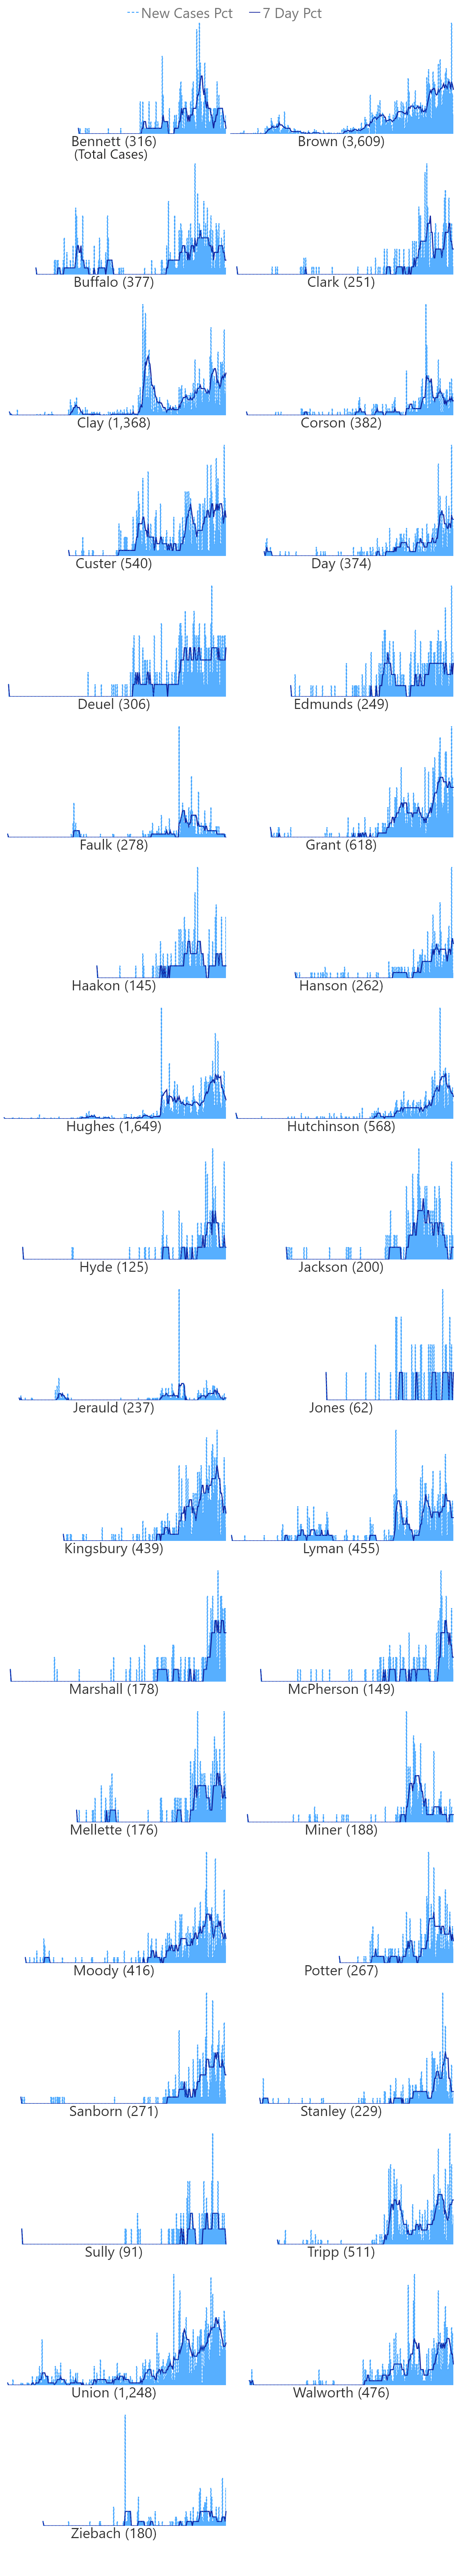 New Cases Pct 7 Day Pct
Bennett (316) Brown (3,609)
(Total Cases)
Buffalo (377) Clark (251)
Clay (1,368) Corson (382)
Custer (540) Day (374)
Deuel (306) Edmunds (249)
Faulk (278) Grant (618)
Haakon (145) Hanson (262)
Hughes (1,649) Hutchinson (568)
Hyde (125) Jackson (200)
Jerauld (237) Jones (62)
Kingsbury (439) Lyman (455)
Marshall (178) McPherson (149)
Mellette (176) Miner (188)
Moody (416) Potter (267)
Sanborn (271) Stanley (229)
Sully (91) Tripp (511)
Union (1,248) Walworth (476)
Ziebach (180)